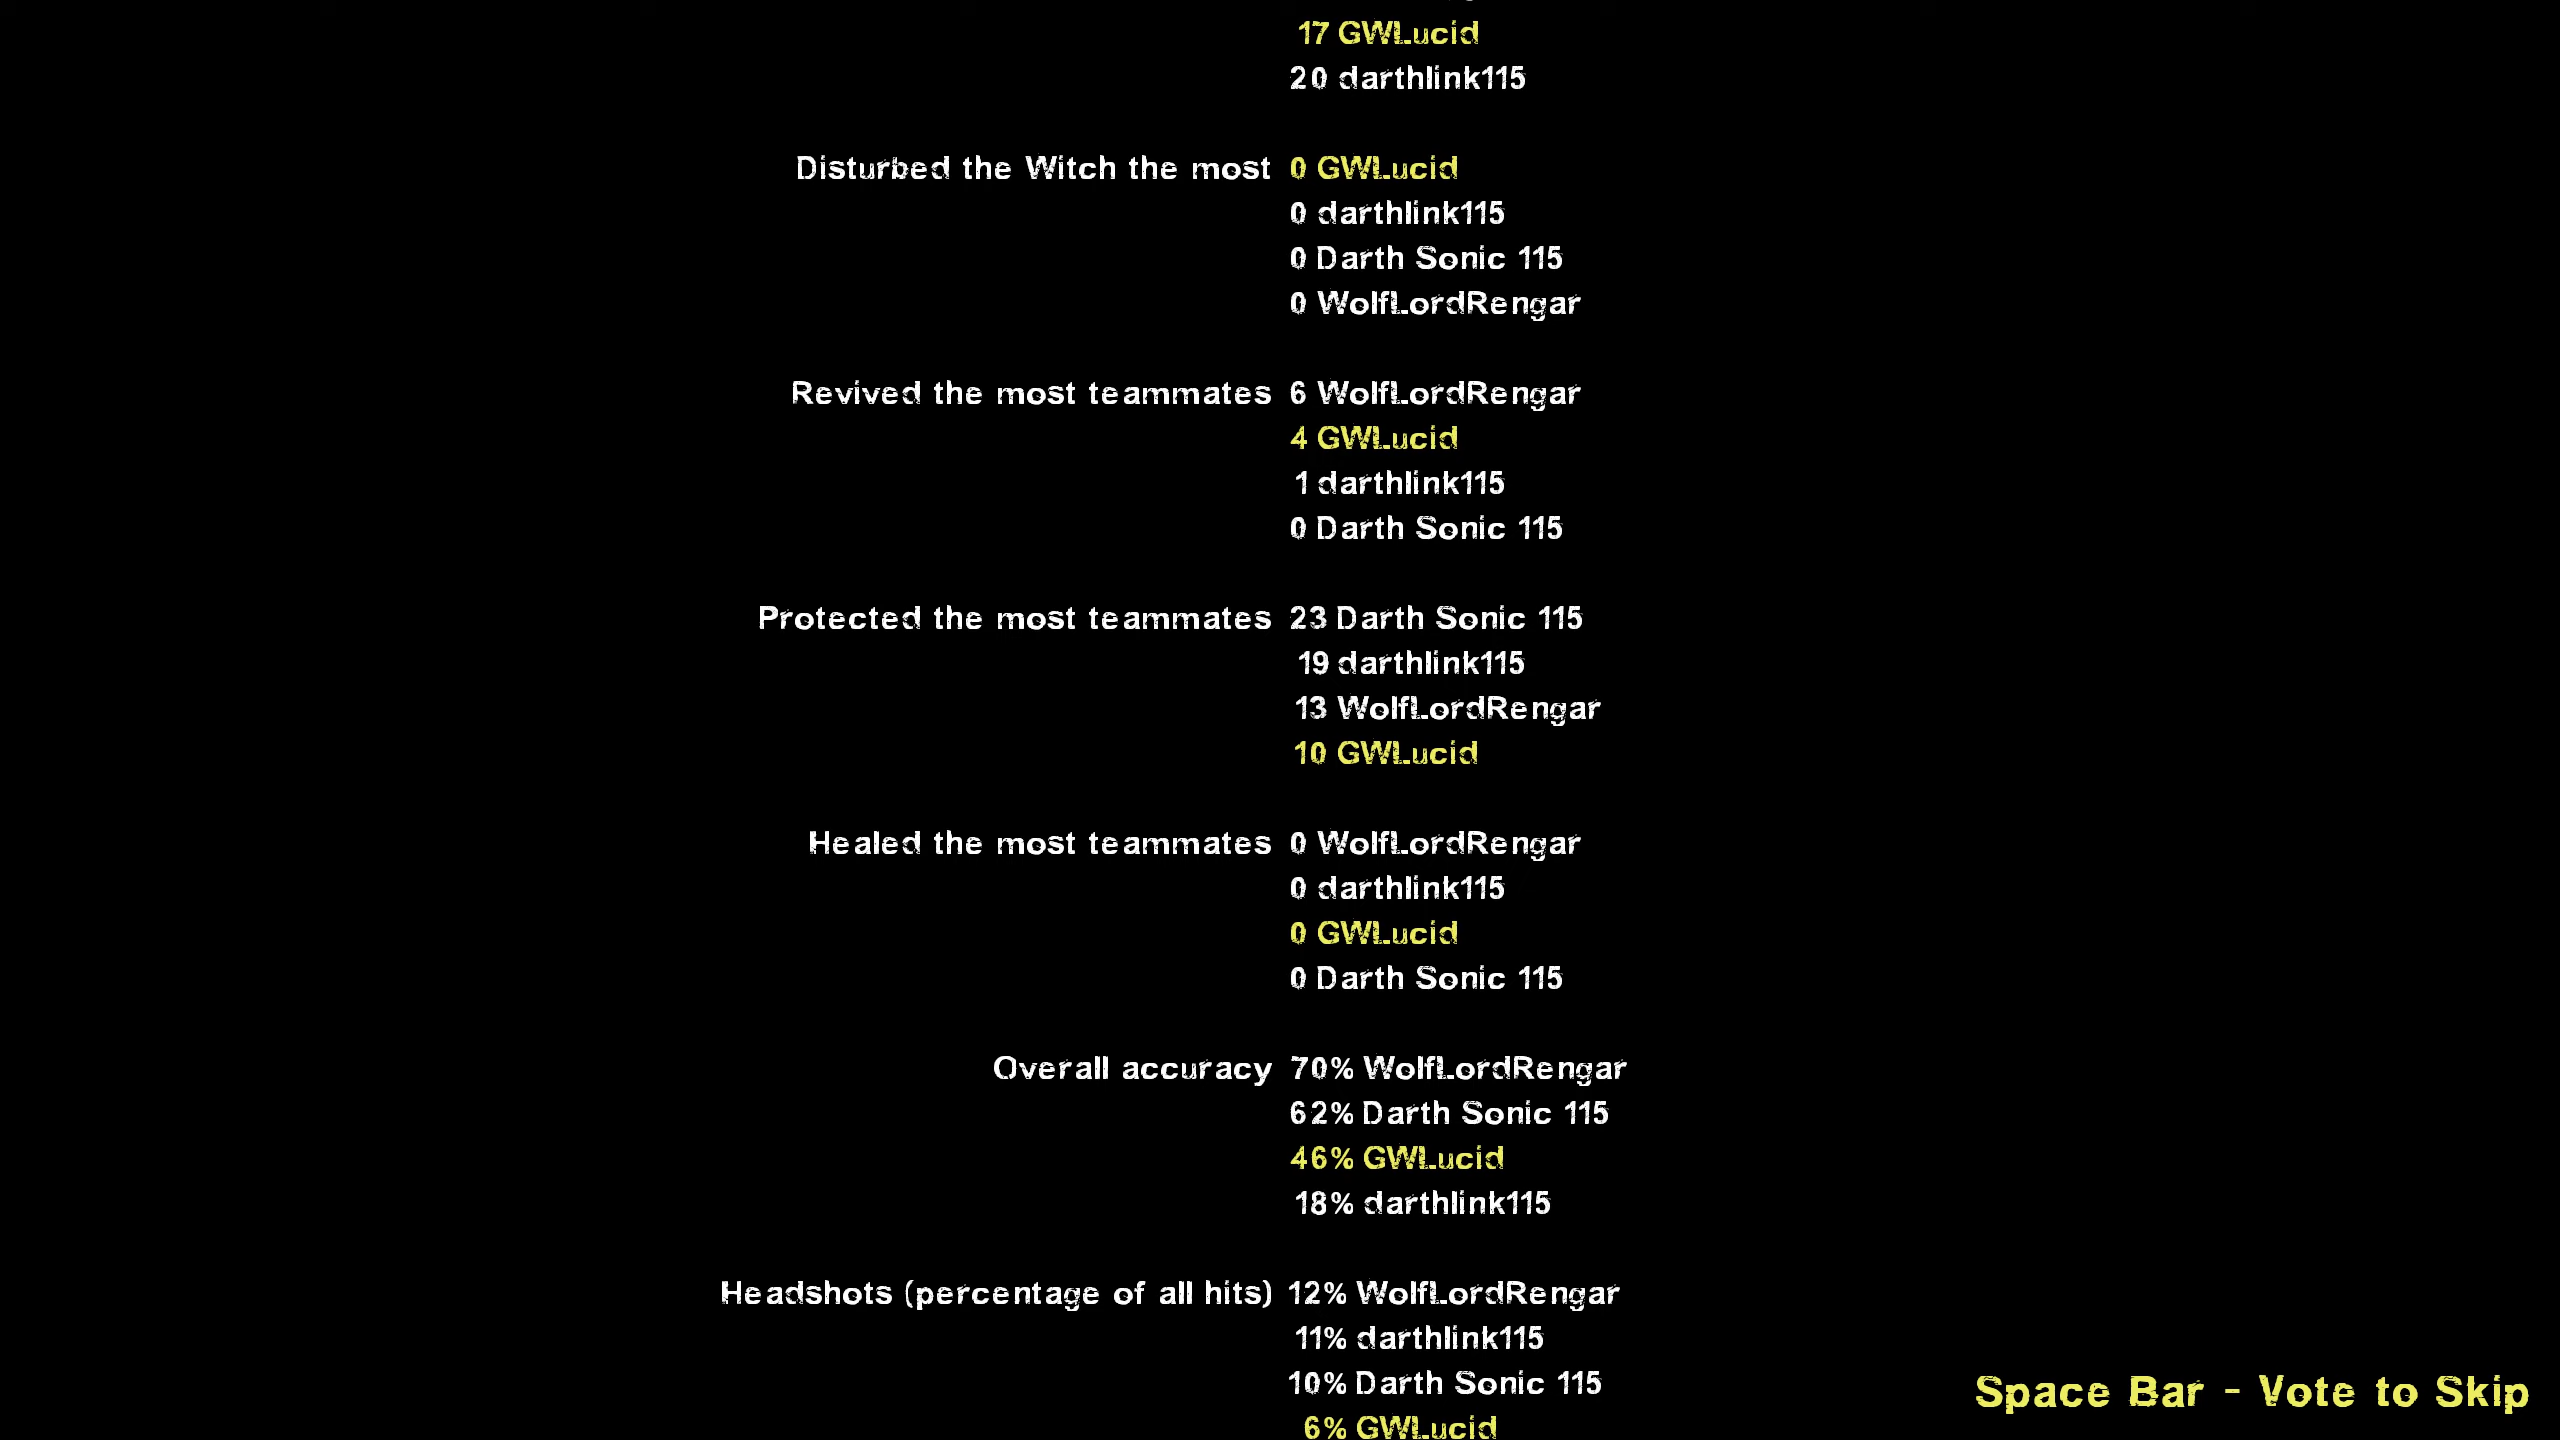 17 GWLucid
20 darthlink115
Disturbed the Witch the most 0 GWLucid
0 darthlink115
0 Darth Sonic 115
0 WolfLordRengar
Revived the most teammates 6 WolfLordRengar
4 GWLucid
1 darthlink115
0 Darth Sonic 115
Protected the most teammates 23 Darth Sonic 115
19 darthlink115
13 WolfLordRengar
10 GWLucid
Healed the most teammates 0 WolfLordRengar
0 darthlink115
0 GWLucid
0 Darth Sonic 115
Overall accuracy 70% WolfLordRengar
62% Darth Sonic 115
46% GWLucid
18% darthlink115
Headshots (percentage of all hits) 12% WolfLordRengar
11% darthlink115
10% Darth Sonic 115
6% GWLucid
Space Bar - Vote to Skip